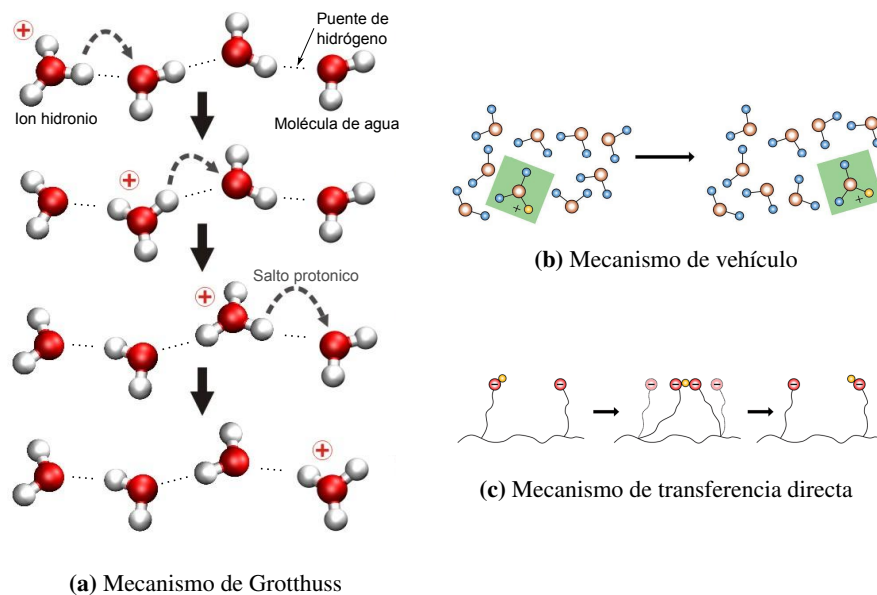 Puente de
hidrógeno
Ion hidronio
Molécula de agua
Salto protonico
(a) Mecanismo de Grotthuss
(b) Mecanismo de vehículo
(c) Mecanismo de transferencia directa